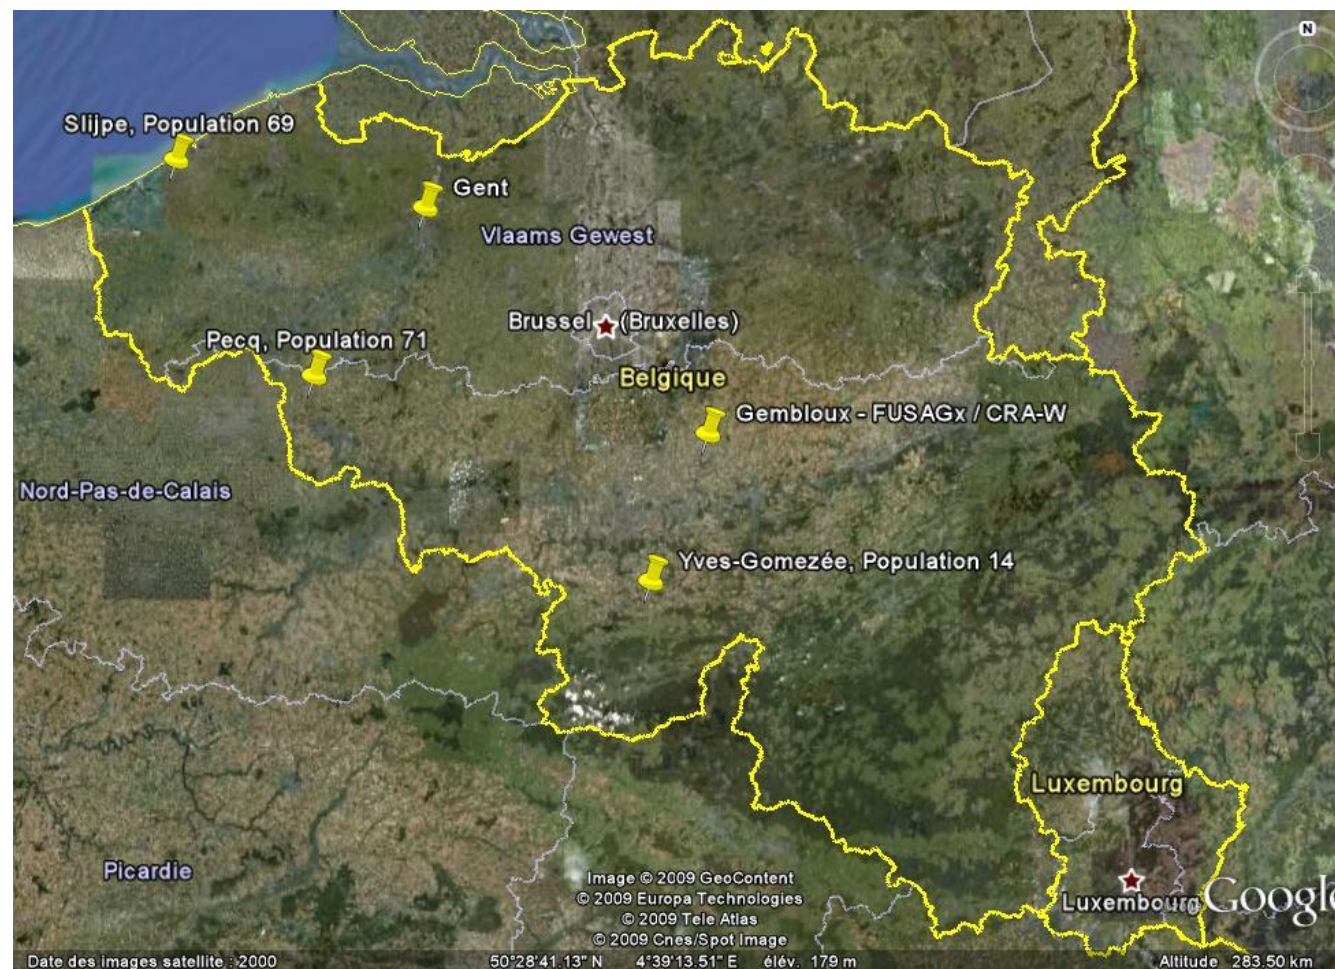 N
Slijpe, Population 69
Gent
Vlaams Gewest
Brussel (Bruxelles)
Pecq, Population 71
Belgique
Gembloux - FUSAGx / CRA-W
Nord-Pas-de-Calais
Yves-Gomezée, Population 14
Luxembourg
Picardie
Image © 2009 GeoContent
© 2009 Europa Technologies
© 2009 Tele Atlas
© 2009 Cnes/Spot Image
Luxembourg
Google
Date des images satellite : 2000 50°28'41.13" N 4°39'13.51" E élév. 179 m Altitude 283.50 km